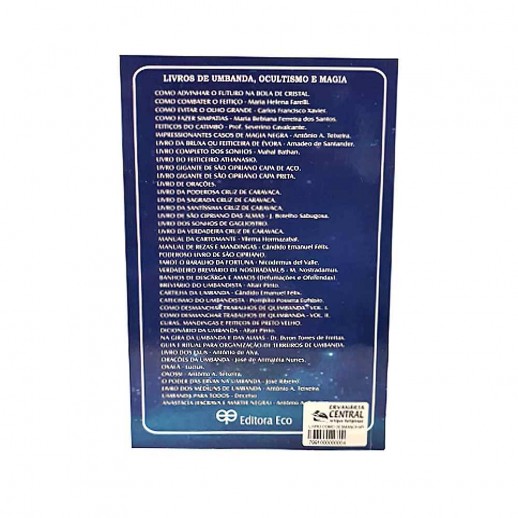 LIVROS DE UMBANDA, OCULTISMO E MAGIA
COMO ADVINHAR O FUTURO NA BOLA DE CRISTAL.
COMO COMBATER O FEITIÇO - Maria Helena Farelli.
COMO EVITAR O OLHO GRANDE - Carlos Francisco Xavier.
COMO FAZER SIMPATIAS - Maria Bebiana Ferreira dos Santos.
FEITIÇOS DO CATIMBÓ - Prof. Severino Cavalcante.
IMPRESSIONANTES CASOS DE MAGIA NEGRA - Antônio A. Teixeira.
LIVRO DA BRUXA OU FEITICEIRA DE ÉVORA - Amadeo de Santander.
LIVRO COMPLETO DOS SONHOS - Mahal Bathan.
LIVRO DO FEITICEIRO ATHANASIO.
LIVRO GIGANTE DE SÃO CIPRIANO CAPA DE AÇO.
LIVRO GIGANTE DE SÃO CIPRIANO CAPA PRETA.
LIVRO DE ORAÇÕES.
LIVRO DA PODEROSA CRUZ DE CARAVACA.
LIVRO DA SAGRADA CRUZ DE CARAVACA.
LIVRO DA SANTÍSSIMA CRUZ DE CARAVACA.
LIVRO DE SÃO CIPRIANO DAS ALMAS - J. Botelho Sabugosa.
LIVRO DOS SONHOS DE GAGLIOSTRO.
LIVRO DA VERDADEIRA CRUZ DE CARAVACA.
MANUAL DA CARTOMANTE - Vilerma Hormazabal.
MANUAL DE REZAS E MANDINGAS - Cândido Emanuel Félix.
PODEROSO LIVRO DE SÃO CIPRIANO.
TAROT O BARALHO DA FORTUNA - Nicodemus del Valle.
VERDADEIRO BREVIÁRIO DE NOSTRADAMUS - M. Nostradamus.
BANHOS DE DESCARGA E AMACIS (Defumações e Ofeifendas).
BREVIÁRIO DO UMBANDISTA - Altair Pinto.
CARTILHA DA UMBANDA - Cândido Emanuel Félix.
CATECISMO DO UMBANDISTA - Pompílio Possera Eufrábio.
COMO DESMANCHAR TRABALHOS DE QUIMBANDA VOL. I.
COMO DESMANCHAR TRABALHOS DE QUIMBANDA - VOL. II.
CURAS, MANDINGAS E FEITIÇOS DE PRETO VELHO.
DICIONÁRIO DA UMBANDA - Altair Pinto.
NA GIRA DA UMBANDA E DAS ALMAS - Dr. Byron Torres de Freitas.
GUIA E RITUAL PARA ORGANIZAÇÃO DE TERREIROS DE UMBANDA.
LIVRO DOS EXUS - Antônio de Alva.
ORAÇÕES DA UMBANDA - José de Arimatéia Nunes.
OXALÁ - Lucius.
OXOSSI - Antônio A. Teixeira.
O PODER DAS ERVAS NA UMBANDA - José Ribeiro
LIVRO DOS MÉDIUNS DE UMBANDA - Antônio A. Teixeira
UMBANDA PARA TODOS - Decelso
ANASTÁCIA (ESCRAVA E MÁRTIR NEGRA) - Antônio
Editora Eco
ERVANARIA
CENTRAL
Artigos Religiosos